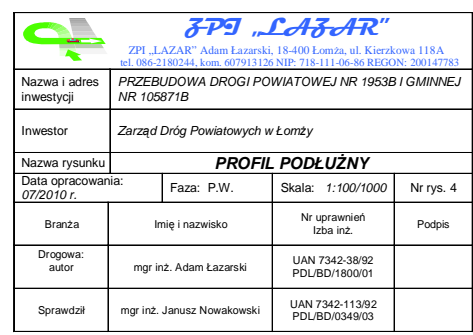 ZPI „ŁAZAR”
ZPI „LAZAR” Adam Łazarski, 18-400 Łomża, ul. Kierzkowa 118A
tel. 086-2180244, kom. 607913126 NIP: 718-111-06-86 REGON: 200147783
Nazwa i adres inwestycji
PRZEBUDOWA DROGI POWIATOWEJ NR 1953B I GMINNEJ
NR 105871B
Inwestor
Zarząd Dróg Powiatowych w Łomży
Nazwa rysunku
PROFIL PODŁUŻNY
Data opracowania:
07/2010 r.
Faza: P.W.
Skala: 1:100/1000
Nr rys. 4
Branża
Imię i nazwisko
Nr uprawnień
Izba inż.
Podpis
Drogowa:
autor
mgr inż. Adam Łazarski
UAN 7342-38/92
PDL/BD/1800/01
Sprawdził
mgr inż. Janusz Nowakowski
UAN 7342-113/92
PDL/BD/0349/03